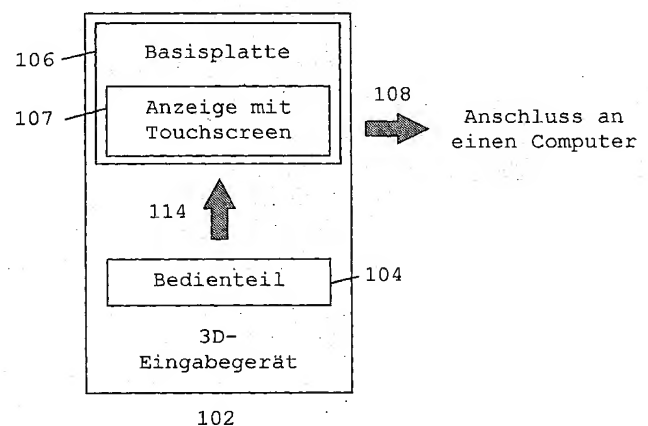 106
Basisplatte
107
Anzeige mit
Touchscreen
108
Anschluss an
einen Computer
114
Bedienteil
104
3D-
Eingabegerät
102